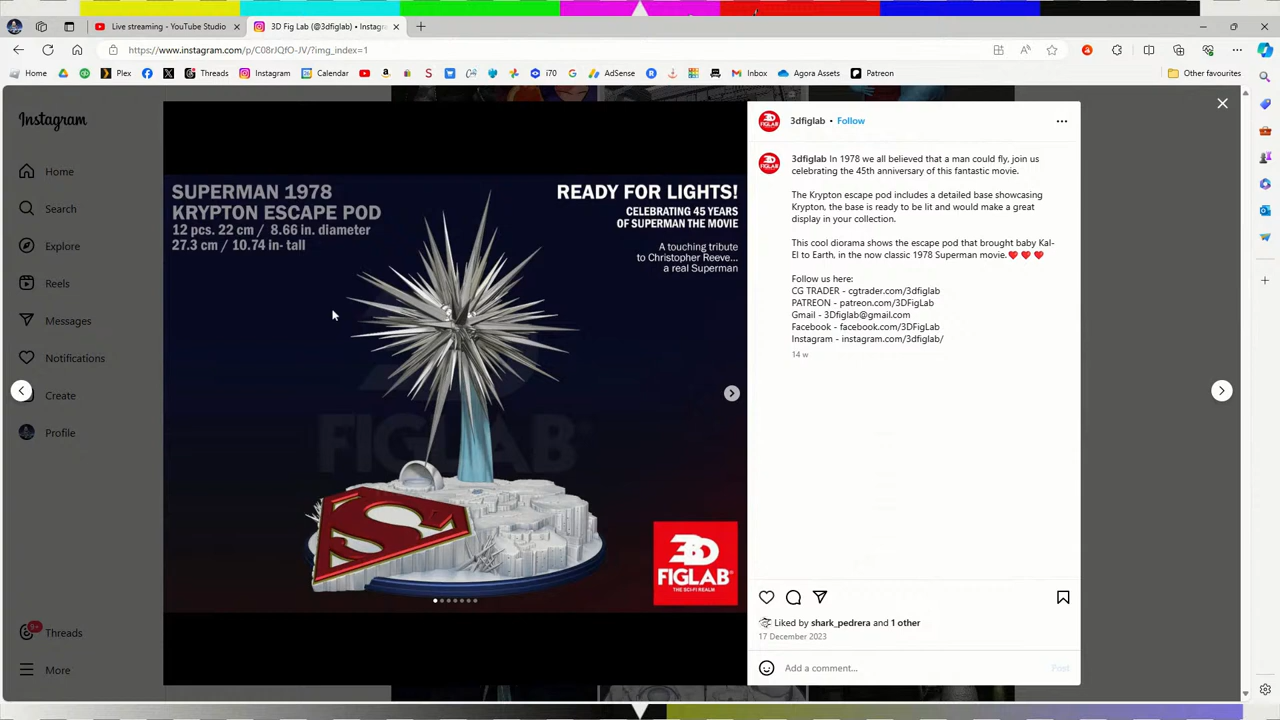 Live streaming - YouTube Studio
3D Fig Lab (@3dfiglab) • Instagra
https://www.instagram.com/p/C08rJQfO-JV/?img_index=1
Home
Plex
Threads
Instagram
Calendar
i70
AdSense
Inbox
Agora Assets
Patreon
Other favourites
Instagram
Home
Search
Explore
Reels
Messages
Notifications
Create
Profile
9+
Threads
More
SUPERMAN 1978
KRYPTON ESCAPE POD
12 pcs. 22 cm / 8.66 in. diameter
27.3 cm / 10.74 in- tall
READY FOR LIGHTS!
CELEBRATING 45 YEARS
OF SUPERMAN THE MOVIE
A touching tribute
to Christopher Reeve...
a real Superman
3D
FIGLAB®
S
3D
FIGLAB®
THE SCI-FI REALM
3dfiglab • Follow
3dfiglab In 1978 we all believed that a man could fly, join us
celebrating the 45th anniversary of this fantastic movie.
The Krypton escape pod includes a detailed base showcasing
Krypton, the base is ready to be lit and would make a great
display in your collection.
This cool diorama shows the escape pod that brought baby Kal-
El to Earth, in the now classic 1978 Superman movie.
Follow us here:
CG TRADER - cgtrader.com/3dfiglab
PATREON - patreon.com/3DFigLab
Gmail - 3Dfiglab@gmail.com
Facebook - facebook.com/3DFigLab
Instagram - instagram.com/3dfiglab/
14 w
Liked by shark_pedrera and 1 other
17 December 2023
Add a comment...
Post